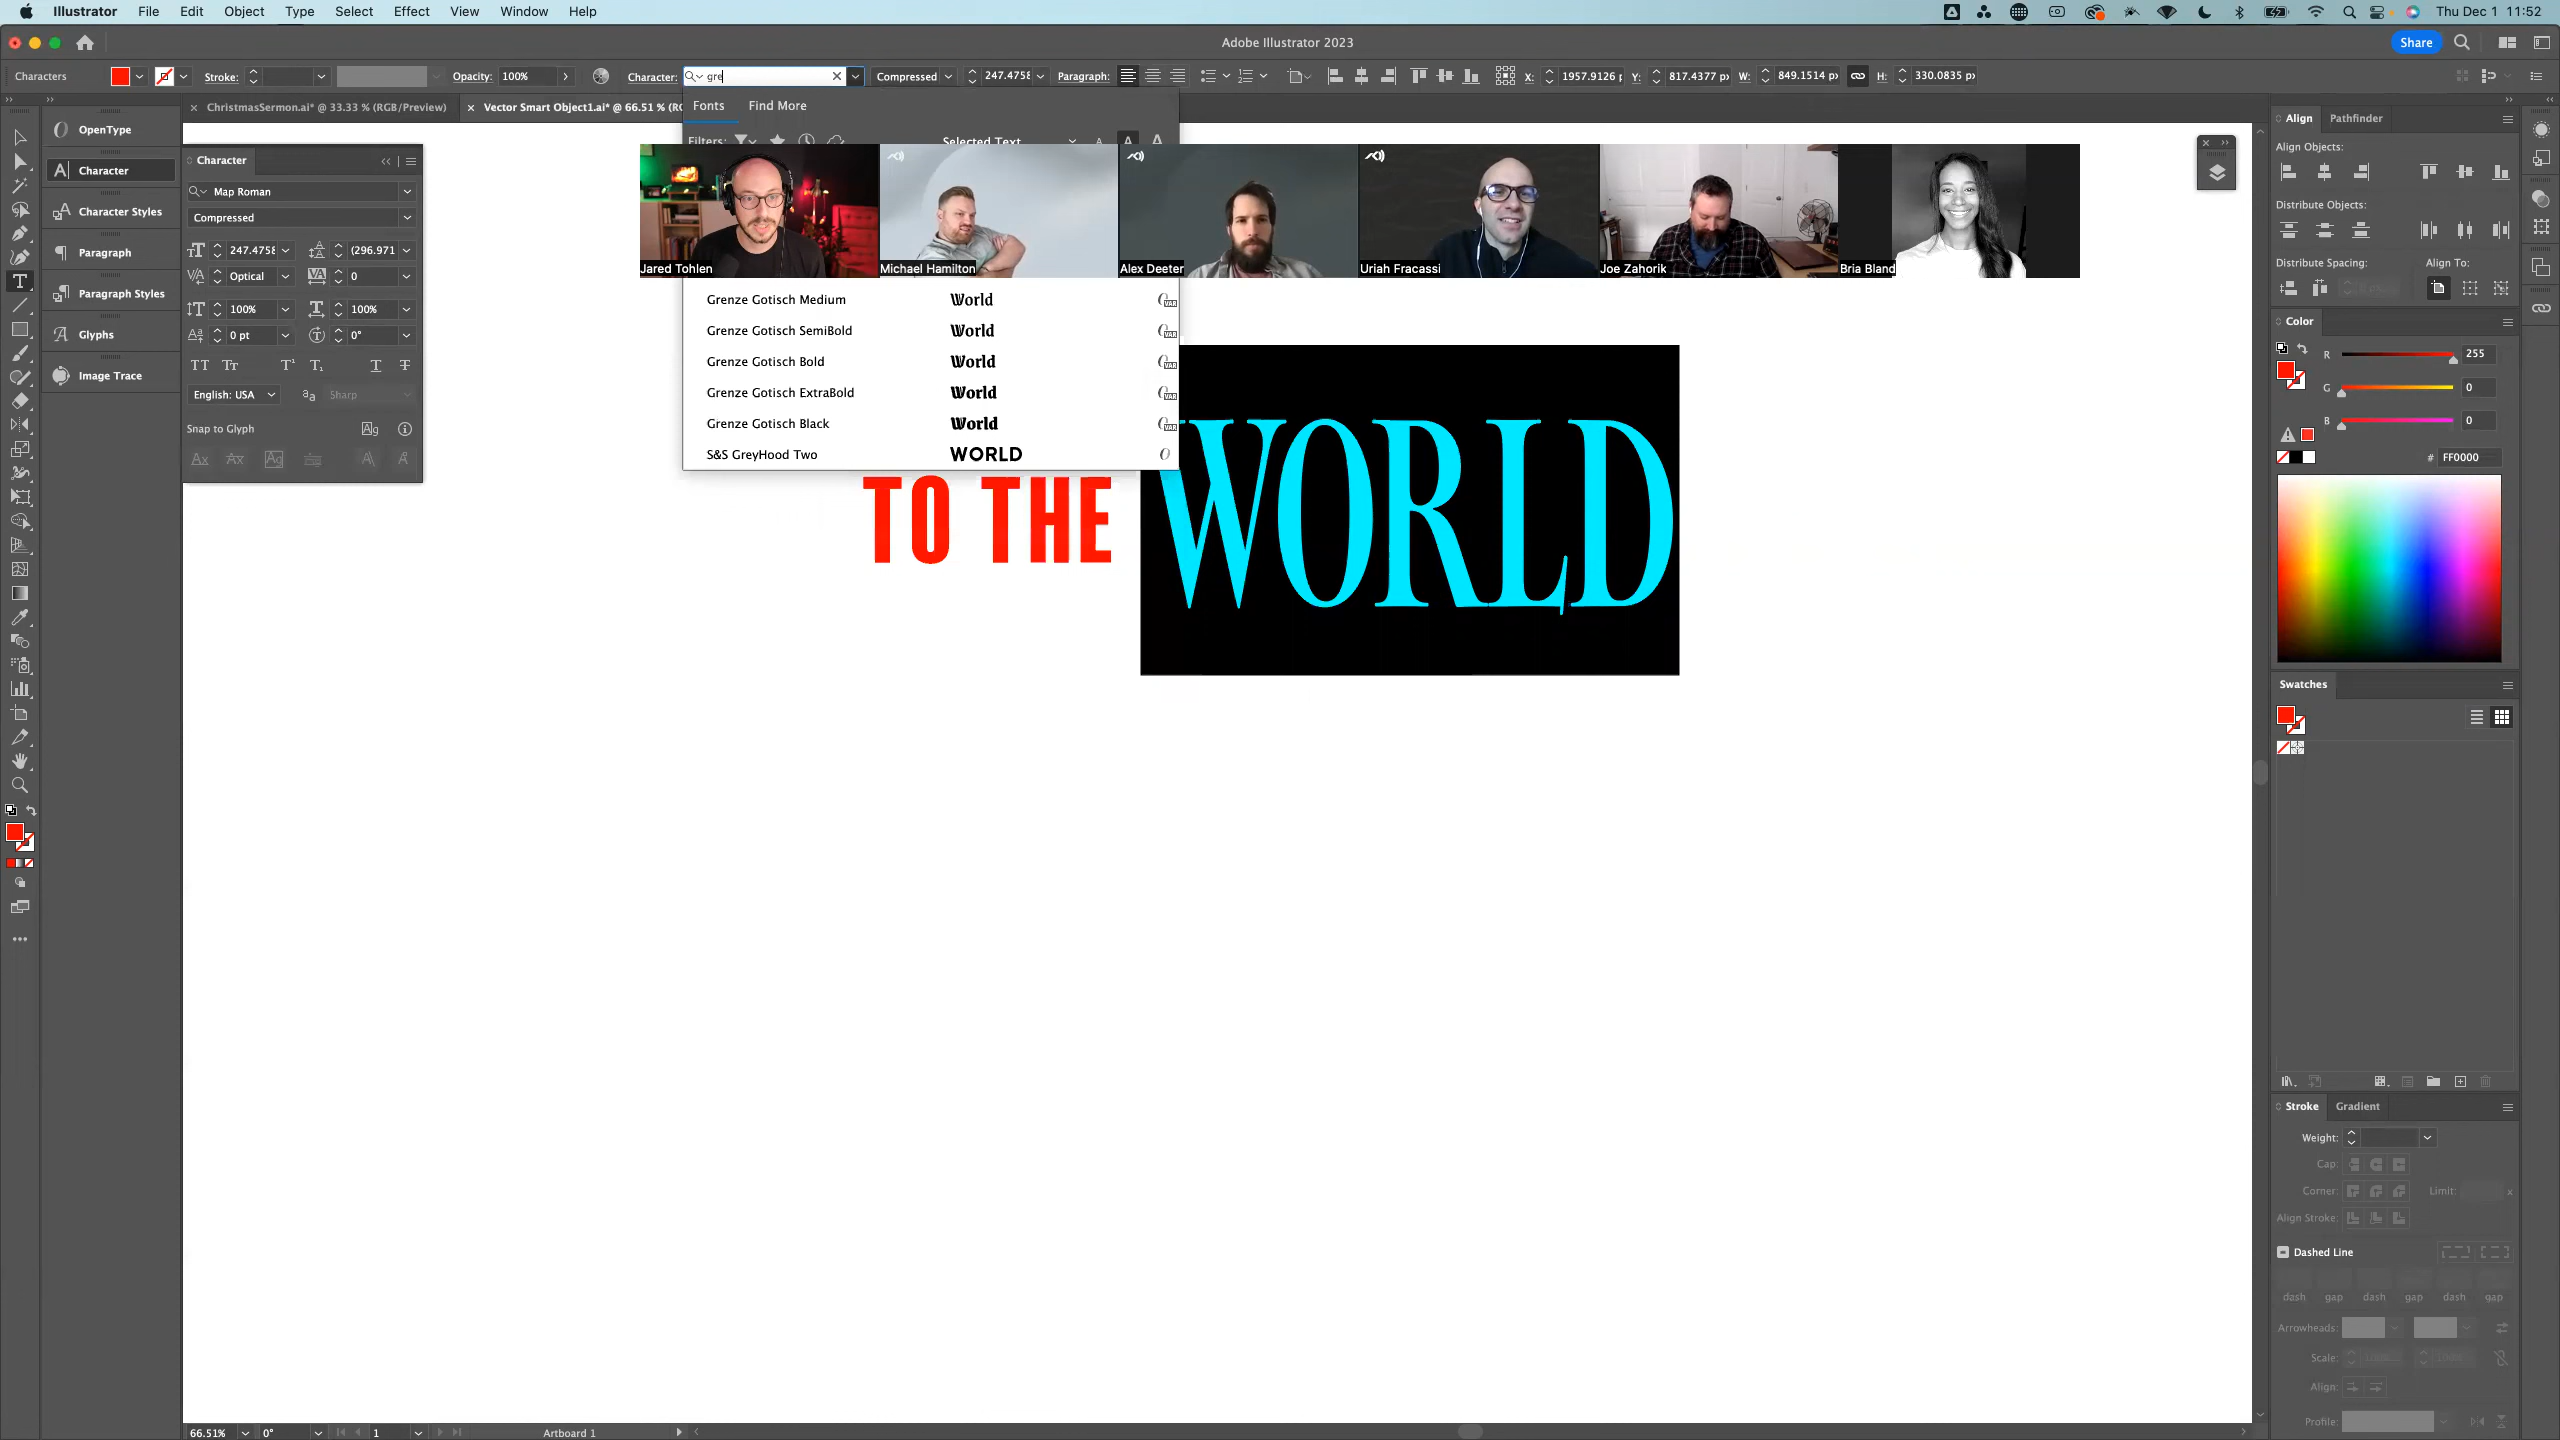 Illustrator File Edit Object Type Select Effect View Window Help Thu Dec 1 11:52
Adobe Illustrator 2023 Share
Characters Stroke: Opacity: 100% Character: gre Compressed 247.4758 Paragraph: X: 1957.9126 p Y: 817.4377 px W: 849.1514 px H: 330.0835 px
ChristmasSermon.ai* @ 33.33 % (RGB/Preview) Vector Smart Object1.ai* @ 66.51 %
Fonts Find More
Filters: Selected Text
OpenType
Character
Character Styles
Paragraph
Paragraph Styles
Glyphs
Image Trace
Character
Map Roman
Compressed
247.4758 (296.971
Optical 0
100% 100%
0 pt 0°
English: USA Sharp
Snap to Glyph
Jared Tohlen Michael Hamilton Alex Deeter Uriah Fracassi Joe Zahorik Bria Bland
Grenze Gotisch Medium World
Grenze Gotisch SemiBold World
Grenze Gotisch Bold World
Grenze Gotisch ExtraBold World
Grenze Gotisch Black World
S&S GreyHood Two WORLD
TO THE
WORLD
Align Pathfinder
Align Objects:
Distribute Objects:
Distribute Spacing: Align To:
Color
R 255
G 0
B 0
# FF0000
Swatches
Stroke Gradient
Weight:
Cap:
Corner: Limit: x
Align Stroke:
Dashed Line
dash gap dash gap dash gap
Arrowheads:
Scale:
Align:
Profile:
66.51% 0° 1 Artboard 1